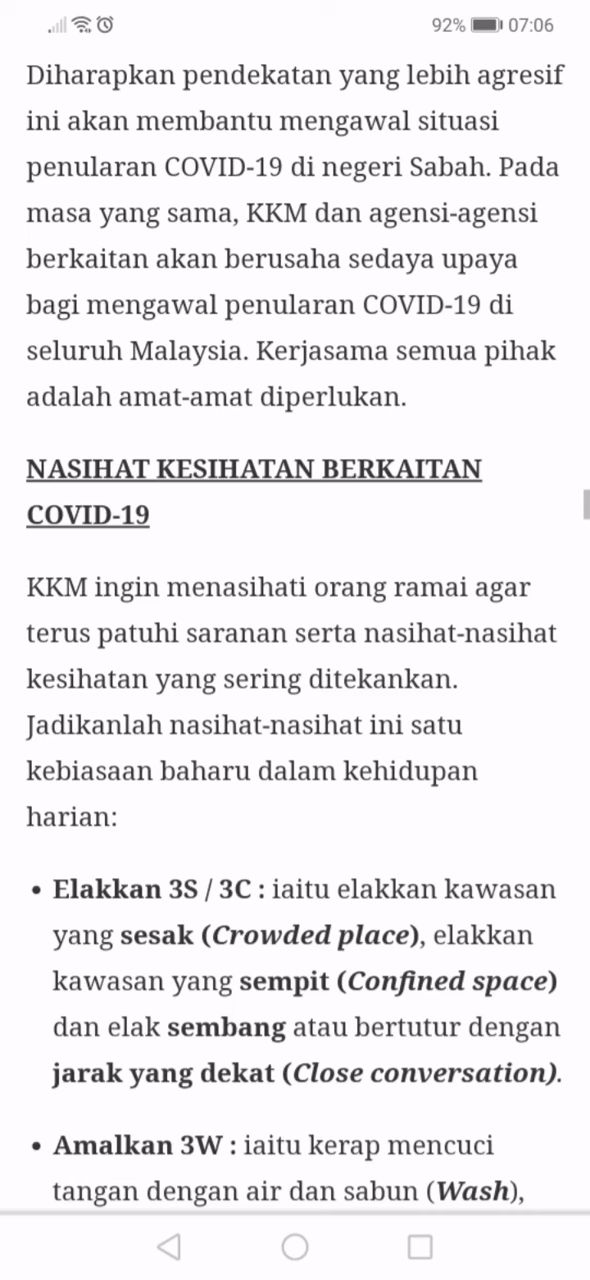 92% 07:06
Diharapkan pendekatan yang lebih agresif
ini akan membantu mengawal situasi
penularan COVID-19 di negeri Sabah. Pada
masa yang sama, KKM dan agensi-agensi
berkaitan akan berusaha sedaya upaya
bagi mengawal penularan COVID-19 di
seluruh Malaysia. Kerjasama semua pihak
adalah amat-amat diperlukan.
NASIHAT KESIHATAN BERKAITAN
COVID-19
KKM ingin menasihati orang ramai agar
terus patuhi saranan serta nasihat-nasihat
kesihatan yang sering ditekankan.
Jadikanlah nasihat-nasihat ini satu
kebiasaan baharu dalam kehidupan
harian:
• Elakkan 3S / 3C : iaitu elakkan kawasan
yang sesak (Crowded place), elakkan
kawasan yang sempit (Confined space)
dan elak sembang atau bertutur dengan
jarak yang dekat (Close conversation).
• Amalkan 3W : iaitu kerap mencuci
tangan dengan air dan sabun (Wash),